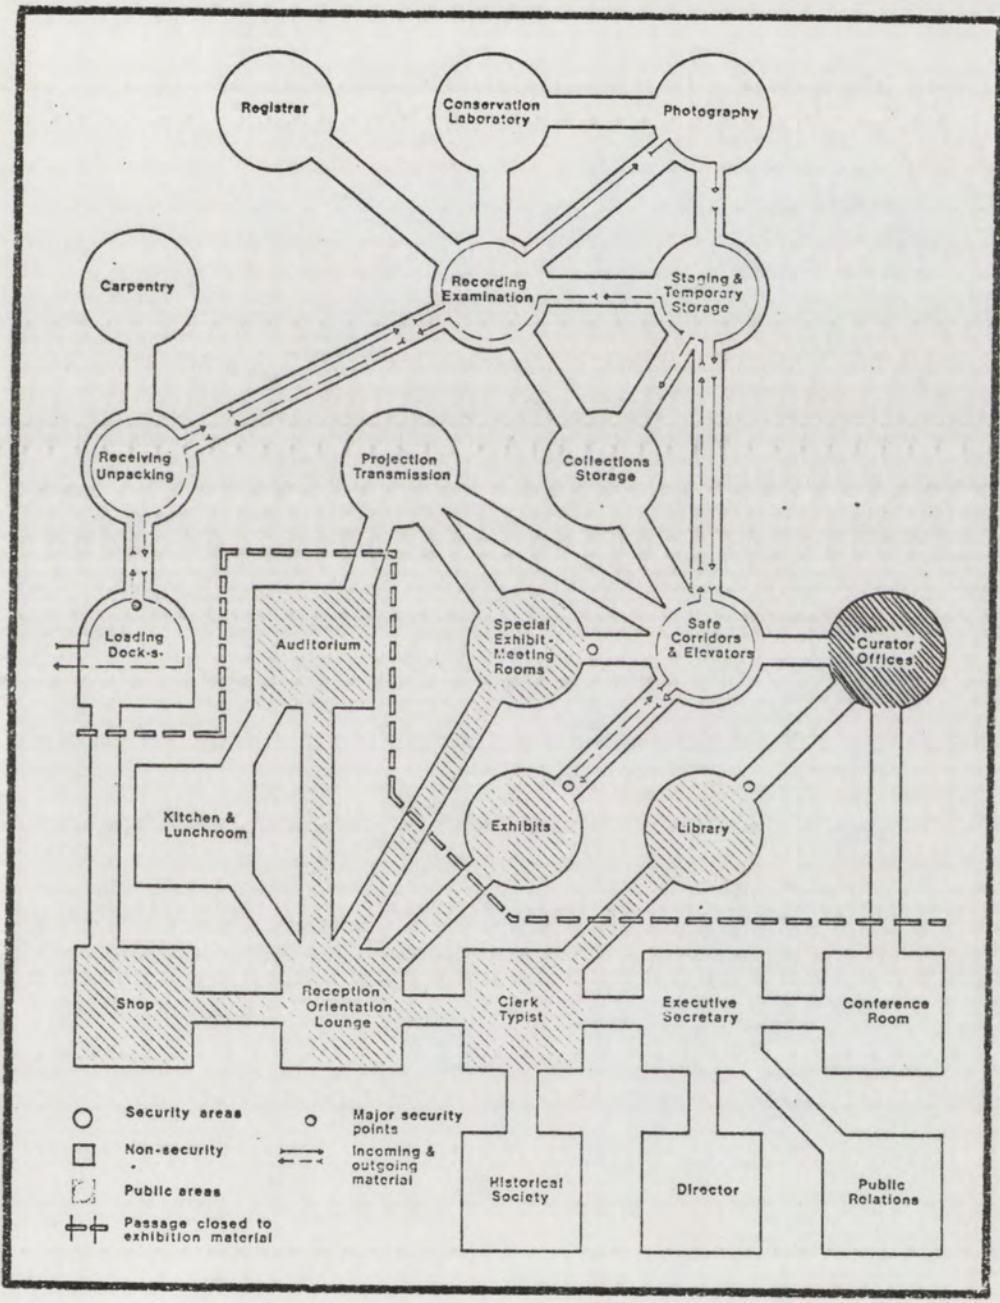 Registrar
Conservation
Laboratory
Photography
Carpentry
Recording
Examination
Staging &
Temporary
Storage
Receiving
Unpacking
Projection
Transmission
Collections
Storage
Loading
Dock-s-
Auditorium
Special
Exhibit-
Meeting
Rooms
Safe
Corridors
& Elevators
Curator
Offices
Kitchen &
Lunchroom
Exhibits
Library
Shop
Reception
Orientation
Lounge
Clerk
Typist
Executive
Secretary
Conference
Room
Security areas
Non-security
Public areas
Passage closed to
exhibition material
Major security
points
Incoming &
outgoing
material
Historical
Society
Director
Public
Relations